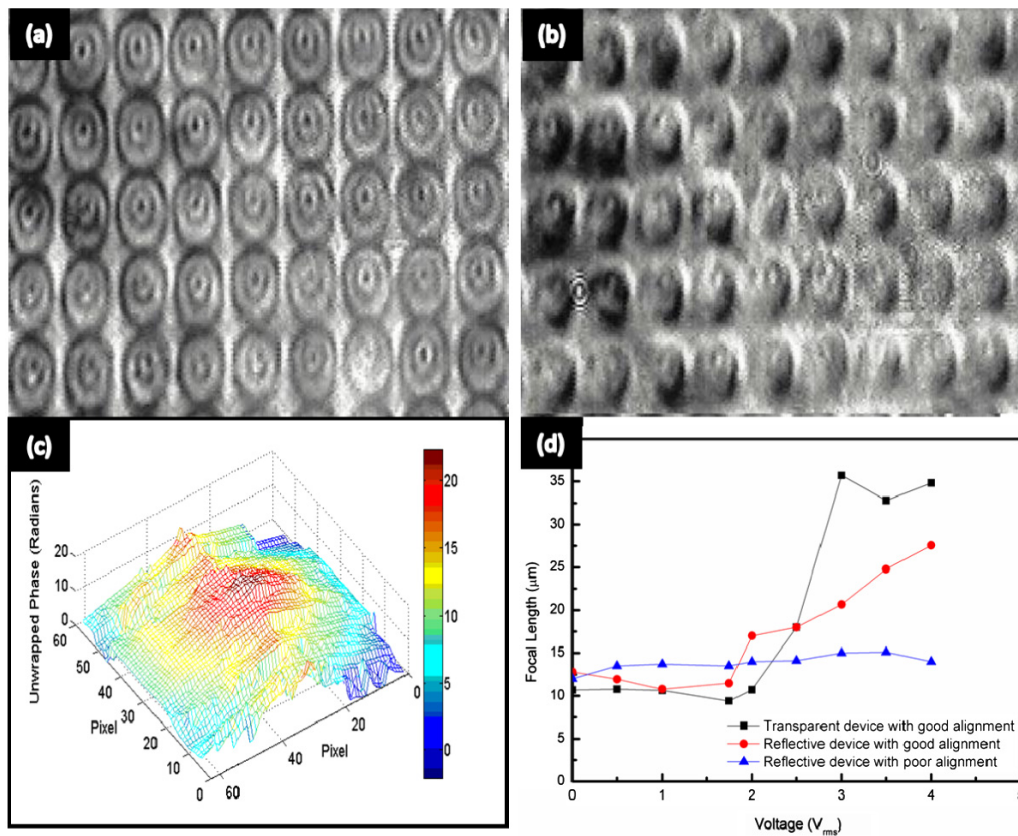 (a)
(b)
(c)
Unwrapped Phase (Radians)
20
10
0
60
50
40
30
20
10
0
Pixel
60
40
20
0
Pixel
20
15
10
5
0
(d)
Focal Length (μm)
35
30
25
20
15
10
5
0
0
1
2
3
4
Transparent device with good alignment
Reflective device with good alignment
Reflective device with poor alignment
Voltage (Vrms)